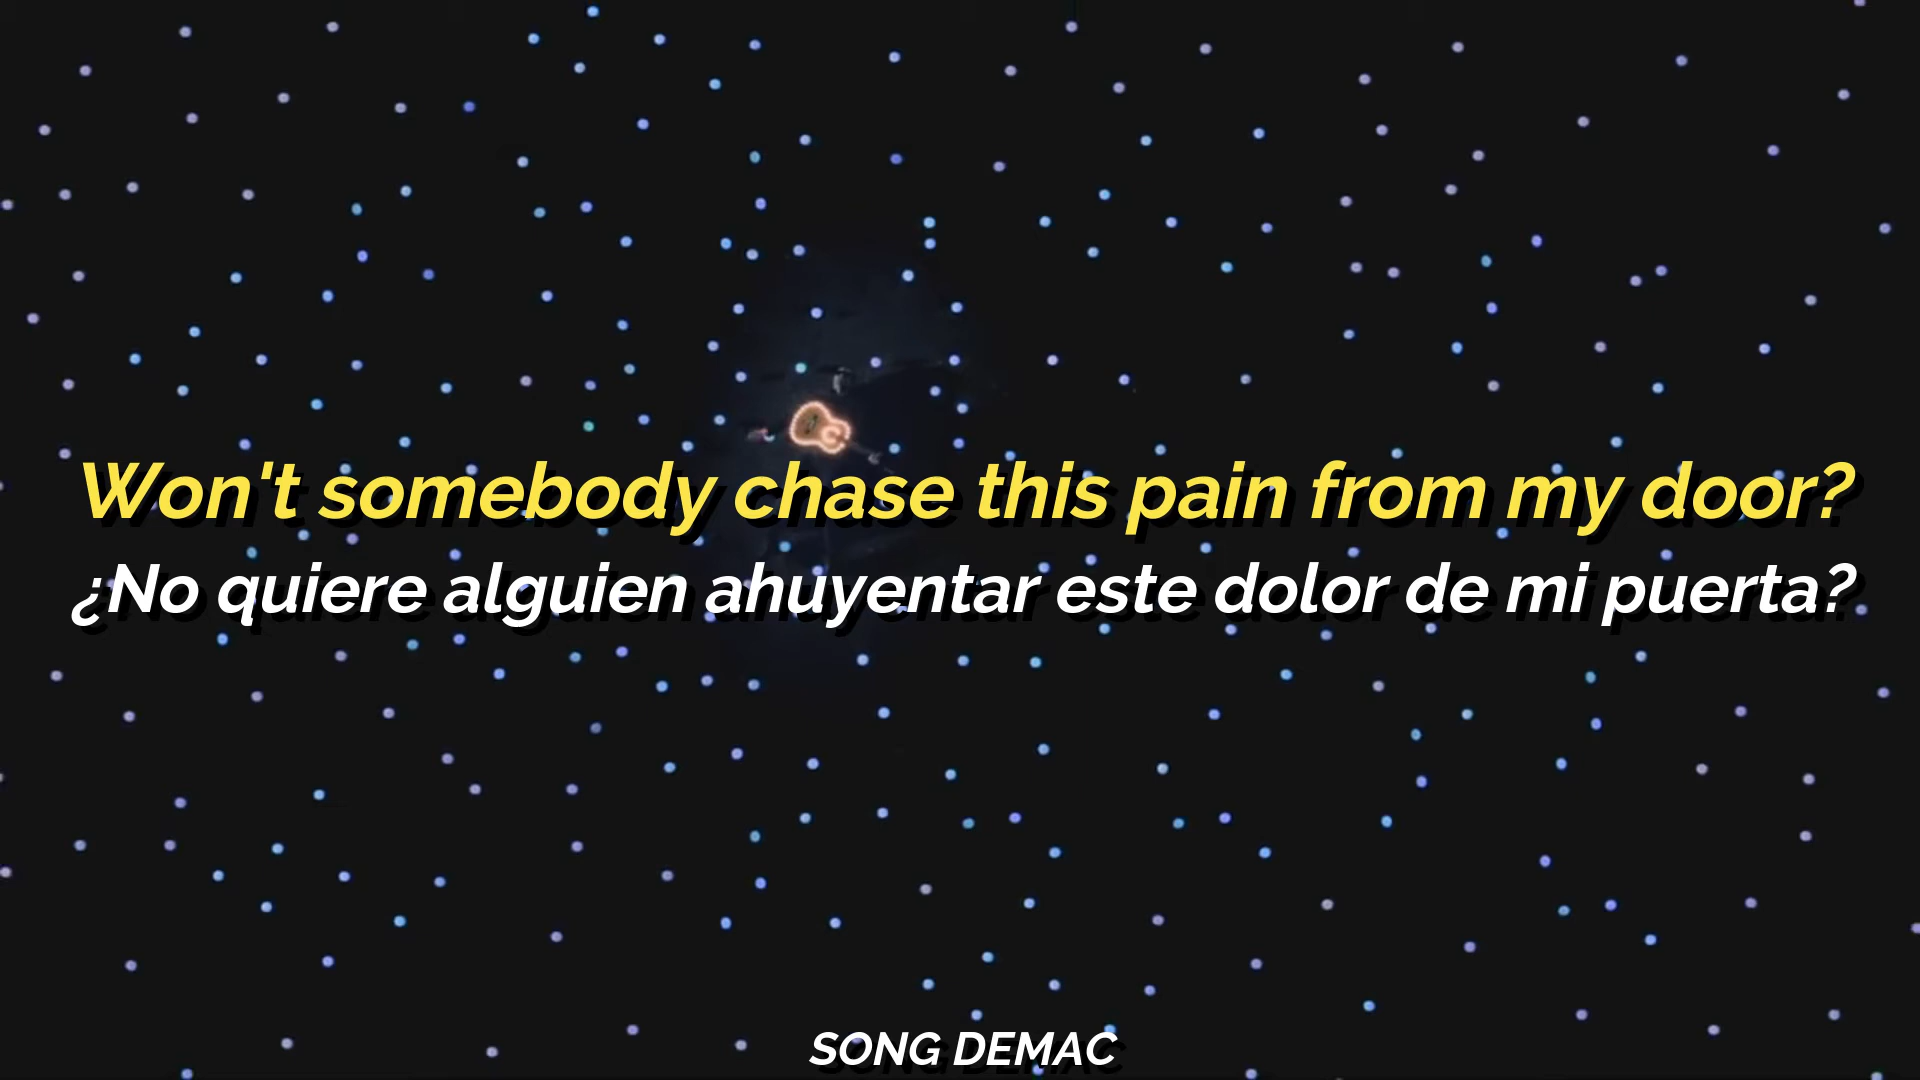 Won't somebody chase this pain from my door?
¿No quiere alguien ahuyentar este dolor de mi puerta?
SONG DEMAC